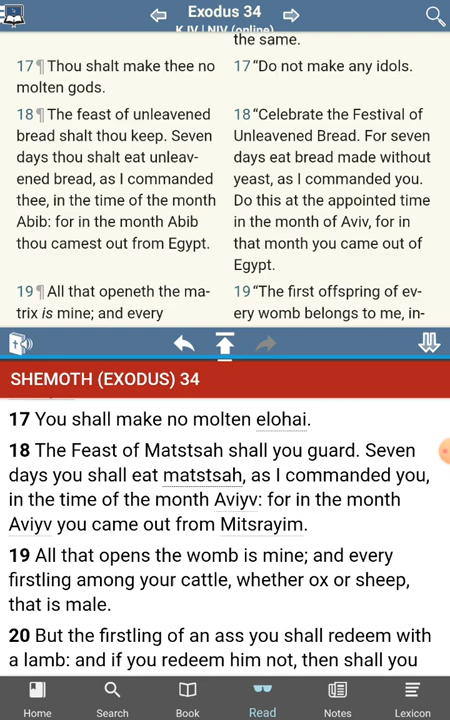 Exodus 34
KJV | NIV (online)
the same.
17¶ Thou shalt make thee no
molten gods.
17 “Do not make any idols.
18¶ The feast of unleavened
bread shalt thou keep. Seven
days thou shalt eat unleav-
ened bread, as I commanded
thee, in the time of the month
Abib: for in the month Abib
thou camest out from Egypt.
18 “Celebrate the Festival of
Unleavened Bread. For seven
days eat bread made without
yeast, as I commanded you.
Do this at the appointed time
in the month of Aviv, for in
that month you came out of
Egypt.
19¶ All that openeth the ma-
trix is mine; and every
19 “The first offspring of ev-
ery womb belongs to me, in-
SHEMOTH (EXODUS) 34
17 You shall make no molten elohai.
18 The Feast of Matstsah shall you guard. Seven
days you shall eat matstsah, as I commanded you,
in the time of the month Aviyv: for in the month
Aviyv you came out from Mitsrayim.
19 All that opens the womb is mine; and every
firstling among your cattle, whether ox or sheep,
that is male.
20 But the firstling of an ass you shall redeem with
a lamb: and if you redeem him not, then shall you
Home
Search
Book
Read
Notes
Lexicon